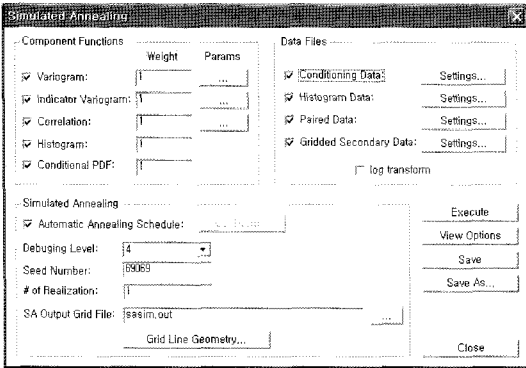 Simulated Annealing
Component Functions
Weight Params
Variogram: 1 ...
Indicator Variogram: 1 ...
Correlation: 1 ...
Histogram: 1
Conditional PDF: 1
Data Files
Conditioning Data: Settings...
Histogram Data: Settings...
Paired Data: Settings...
Gridded Secondary Data: Settings...
log transform
Simulated Annealing
Automatic Annealing Schedule:
Debuging Level: 4
Seed Number: 69069
# of Realization: 1
SA Output Grid File: sasim.out ...
Grid Line Geometry...
Execute
View Options
Save
Save As...
Close